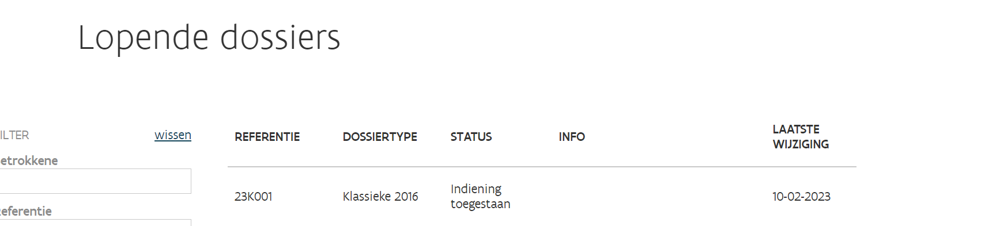 Lopende dossiers
ILTER
wissen
etrokkene
eferentie
REFERENTIE DOSSIERTYPE STATUS INFO LAATSTE
WIJZIGING
23K001 Klassieke 2016 Indiening
toegestaan
10-02-2023